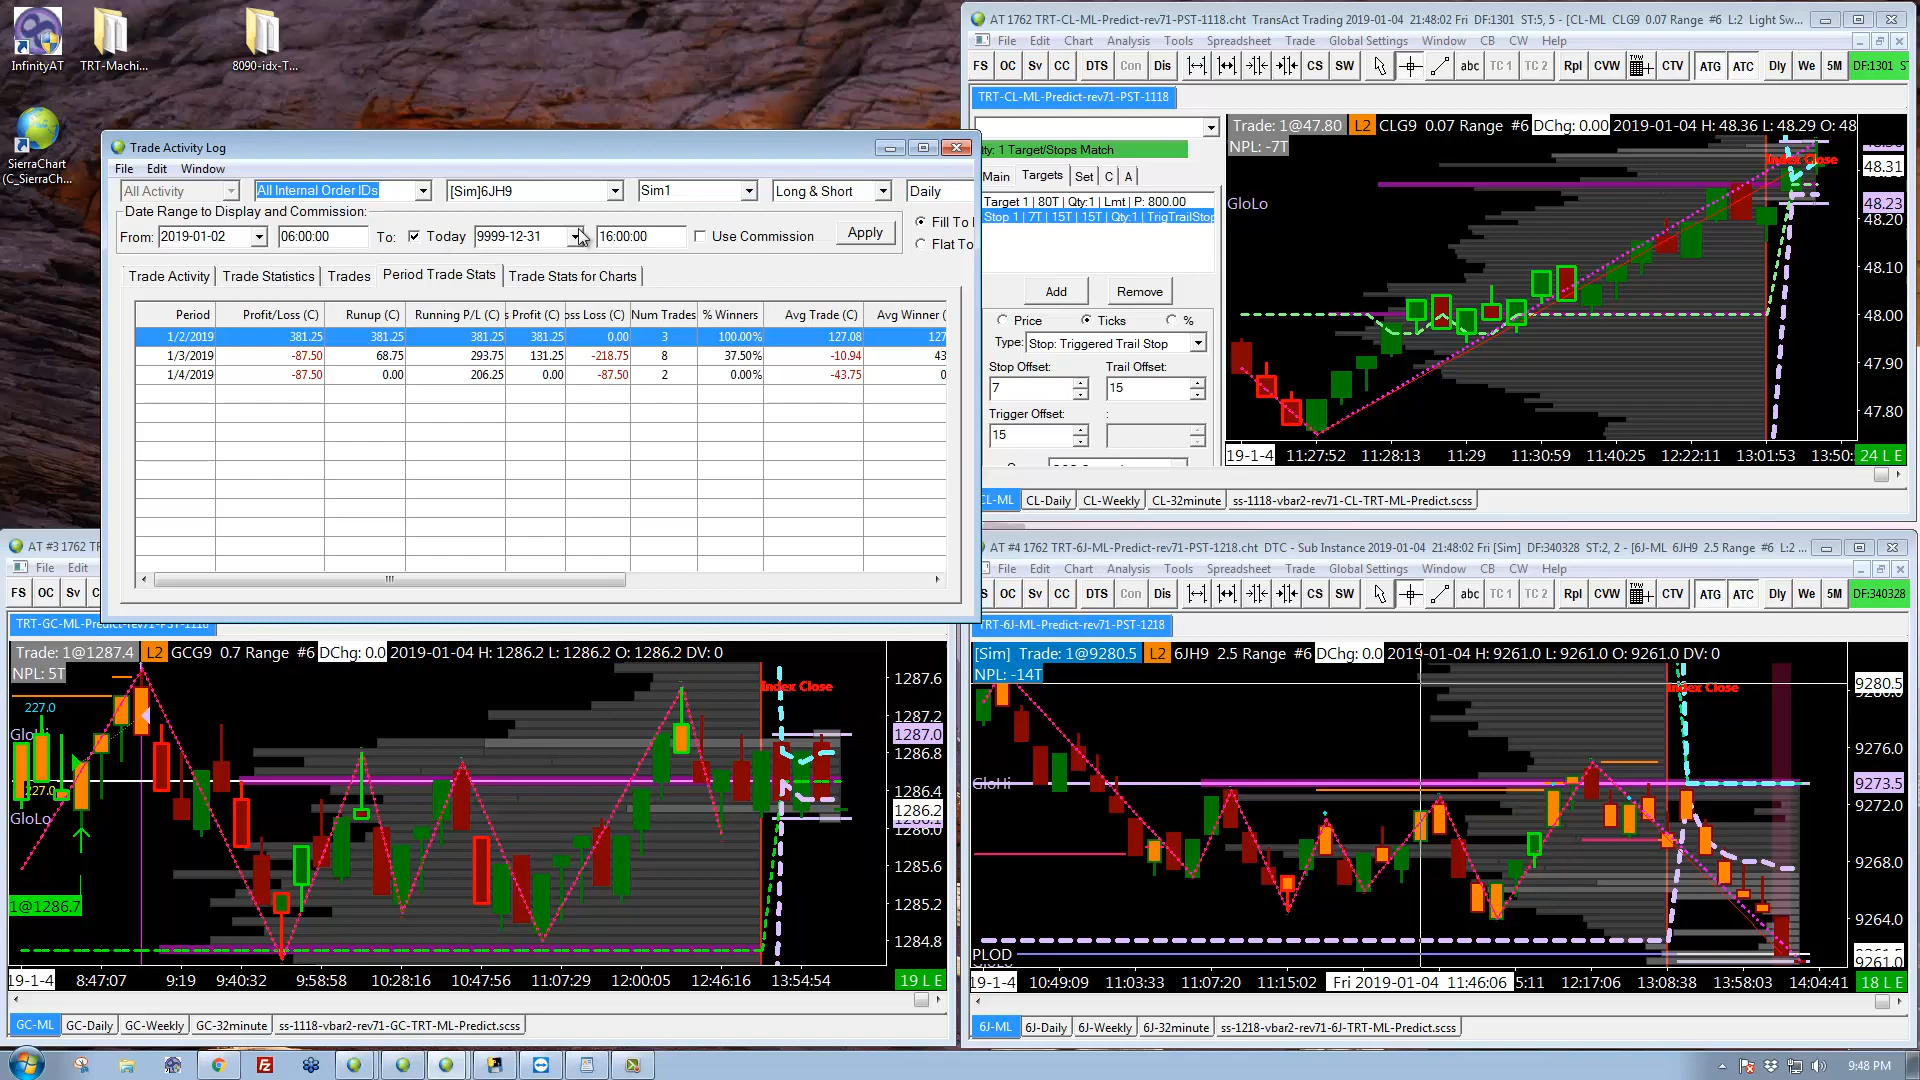 InfinityAT
TRT-Machi...
8090-idx-T...
SierraChart
(C_SierraCh...
Trade Activity Log
File Edit Window
All Activity
All Internal Order IDs
[Sim]6JH9
Sim1
Long & Short
Daily
Date Range to Display and Commission:
From: 2019-01-02 06:00:00 To: Today 9999-12-31 16:00:00 Use Commission Apply
Fill To
Flat To
Trade Activity Trade Statistics Trades Period Trade Stats Trade Stats for Charts
Period Profit/Loss (C) Runup (C) Running P/L (C) s Profit (C) oss Loss (C) Num Trades % Winners Avg Trade (C) Avg Winner (
1/2/2019 381.25 381.25 381.25 381.25 0.00 3 100.00% 127.08 127
1/3/2019 -87.50 68.75 293.75 131.25 -218.75 8 37.50% -10.94 43
1/4/2019 -87.50 0.00 206.25 0.00 -87.50 2 0.00% -43.75 0
AT 1762 TRT-CL-ML-Predict-rev71-PST-1118.cht TransAct Trading 2019-01-04 21:48:02 Fri DF:1301 ST:5, 5 - [CL-ML CLG9 0.07 Range #6 L:2 Light Sw...
File Edit Chart Analysis Tools Spreadsheet Trade Global Settings Window CB CW Help
FS OC Sv CC DTS Con Dis CS SW abc TC 1 TC 2 Rpl CVW TVW CTV ATG ATC Dly We 5M DF:1301 ST
TRT-CL-ML-Predict-rev71-PST-1118
Qty: 1 Target/Stops Match
Main Targets Set C A
Target 1 | 80T | Qty:1 | Lmt | P: 800.00
Stop 1 | 7T | 15T | 15T | Qty:1 | TrigTrailStop
Add Remove
Price Ticks %
Type: Stop: Triggered Trail Stop
Stop Offset: Trail Offset:
7 15
Trigger Offset: :
15
Trade: 1@47.80 L2 CLG9 0.07 Range #6 DChg: 0.00 2019-01-04 H: 48.36 L: 48.29 O: 48
NPL: -7T
Index Close
GloLo
48.31
48.23
48.20
48.10
48.00
47.90
47.80
19-1-4 11:27:52 11:28:13 11:29 11:30:59 11:40:25 12:22:11 13:01:53 13:50: 24 L E
CL-ML CL-Daily CL-Weekly CL-32minute ss-1118-vbar2-rev71-CL-TRT-ML-Predict.scss
AT #3 1762 TR
File Edit
FS OC Sv C
TRT-GC-ML-Predict-rev71-PST-1118
Trade: 1@1287.4 L2 GCG9 0.7 Range #6 DChg: 0.0 2019-01-04 H: 1286.2 L: 1286.2 O: 1286.2 DV: 0
NPL: 5T
Index Close
227.0
227.0
GloLo
1@1286.7
1287.6
1287.2
1287.0
1286.8
1286.4
1286.2
1286.0
1285.6
1285.2
1284.8
19-1-4 8:47:07 9:19 9:40:32 9:58:58 10:28:16 10:47:56 11:07:29 12:00:05 12:46:16 13:54:54 19 L E
GC-ML GC-Daily GC-Weekly GC-32minute ss-1118-vbar2-rev71-GC-TRT-ML-Predict.scss
AT #4 1762 TRT-6J-ML-Predict-rev71-PST-1218.cht DTC - Sub Instance 2019-01-04 21:48:02 Fri [Sim] DF:340328 ST:2, 2 - [6J-ML 6JH9 2.5 Range #6 L:2 ...
File Edit Chart Analysis Tools Spreadsheet Trade Global Settings Window CB CW Help
S OC Sv CC DTS Con Dis CS SW abc TC 1 TC 2 Rpl CVW TVW CTV ATG ATC Dly We 5M DF:340328
TRT-6J-ML-Predict-rev71-PST-1218
[Sim] Trade: 1@9280.5 L2 6JH9 2.5 Range #6 DChg: 0.0 2019-01-04 H: 9261.0 L: 9261.0 O: 9261.0 DV: 0
NPL: -14T
Index Close
GloHi
PLOD
9280.5
9276.0
9273.5
9272.0
9268.0
9264.0
9261.0
19-1-4 10:49:09 11:03:33 11:07:20 11:15:02 Fri 2019-01-04 11:46:06 5:11 12:17:06 13:08:38 13:58:03 14:04:41 18 L E
6J-ML 6J-Daily 6J-Weekly 6J-32minute ss-1218-vbar2-rev71-6J-TRT-ML-Predict.scss
9:48 PM